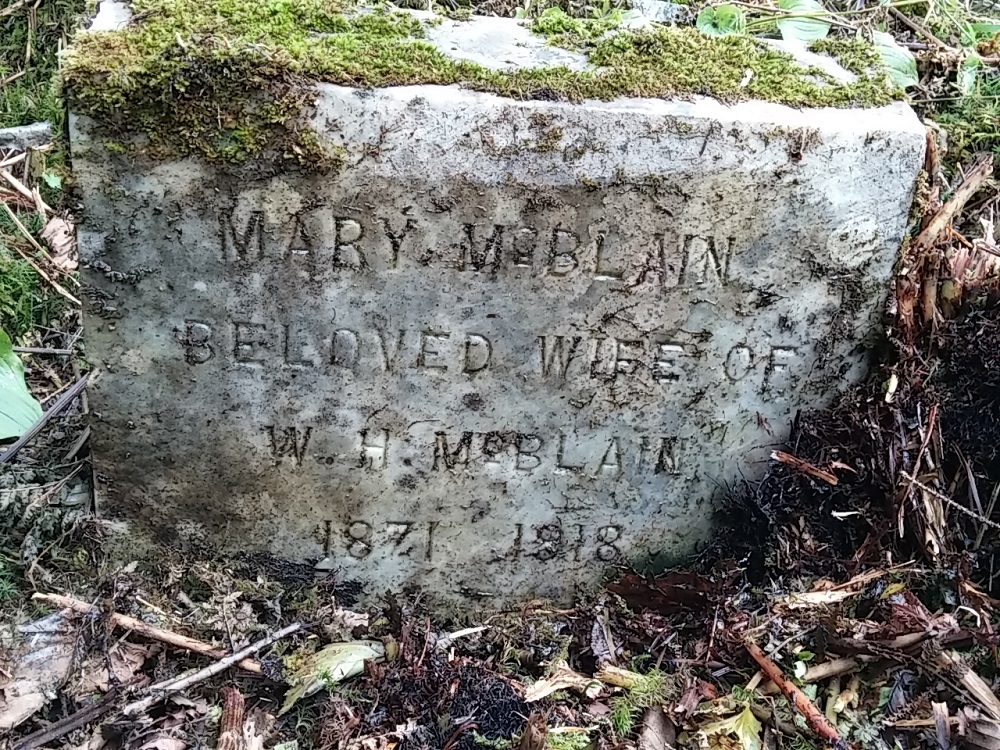 MARY McBLAIN
BELOVED WIFE OF
W. H. McBLAIN
1871 1918